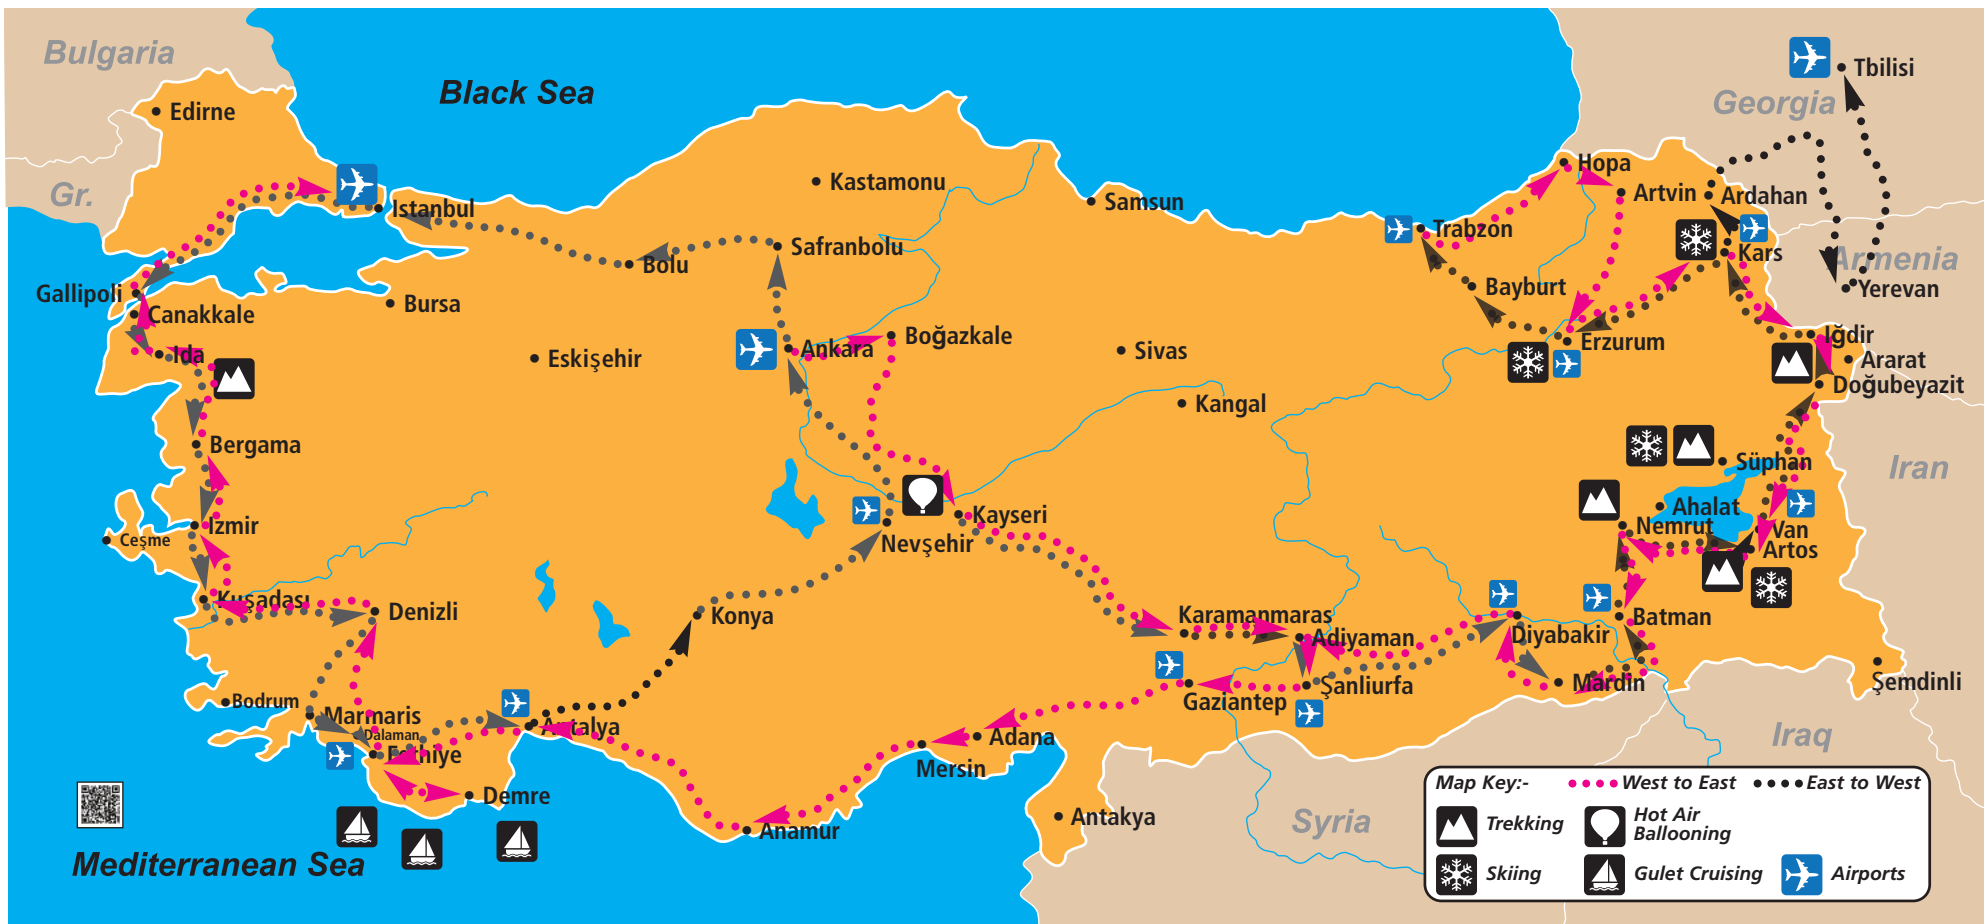 Bulgaria
Black Sea
Tbilisi
Georgia
Edirne
Gr.
Istanbul
Kastamonu
Samsun
Hopa
Artvin
Ardahan
Trabzon
Kars
Armenia
Safranbolu
Bolu
Gallipoli
Canakkale
Bursa
Bayburt
Yerevan
Ida
Eskişehir
Ankara
Boğazkale
Sivas
Erzurum
Iğdir
Ararat
Doğubeyazit
Kangal
Bergama
Süphan
Iran
Izmir
Ceşme
Kayseri
Nevşehir
Ahalat
Nemrut
Van
Artos
Kuşadası
Denizli
Konya
Karamanmaras
Adiyaman
Diyabakir
Batman
Bodrum
Marmaris
Dalaman
Fethiye
Antalya
Gaziantep
Şanliurfa
Mardin
Şemdinli
Adana
Mersin
Iraq
Demre
Anamur
Antakya
Syria
Mediterranean Sea
Map Key:-
West to East
East to West
Trekking
Hot Air
Ballooning
Skiing
Gulet Cruising
Airports